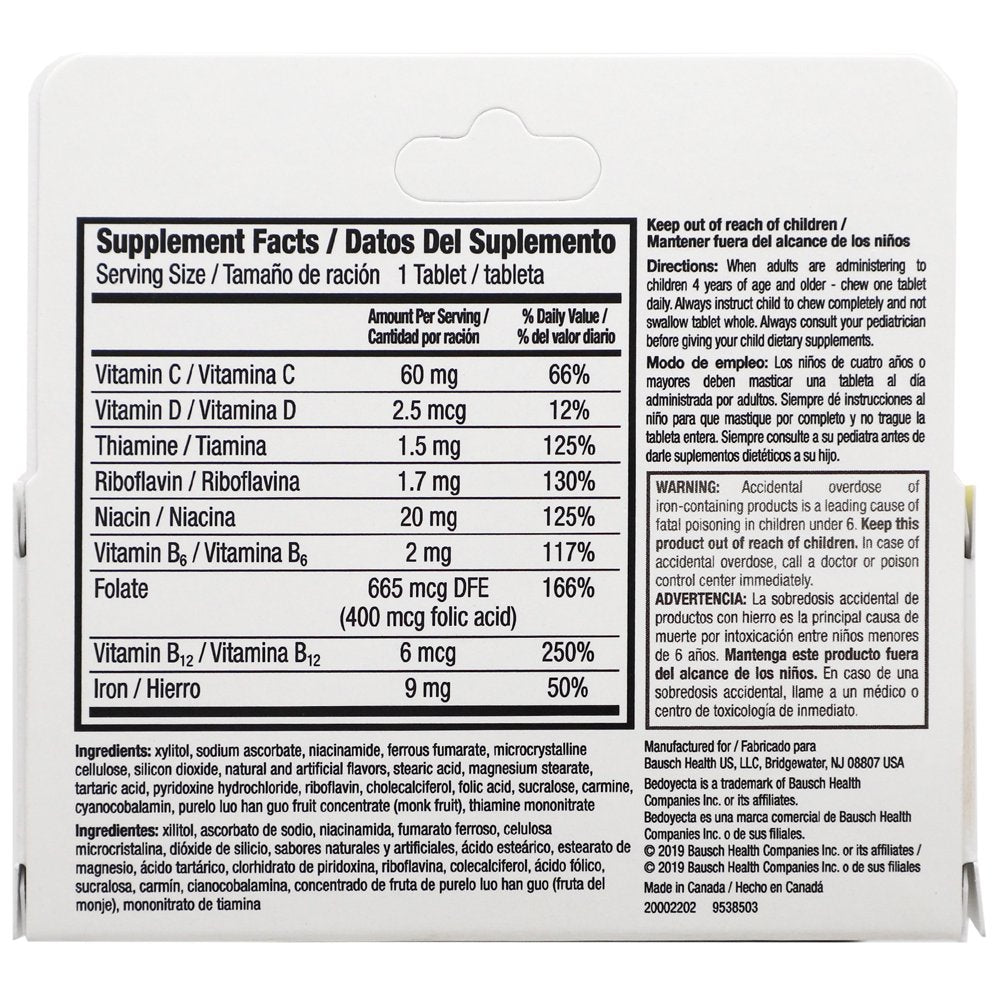 Supplement Facts / Datos Del Suplemento
Serving Size / Tamaño de ración 1 Tablet / tableta
Amount Per Serving / % Daily Value /
Cantidad por ración % del valor diario
Vitamin C / Vitamina C 60 mg 66%
Vitamin D / Vitamina D 2.5 mcg 12%
Thiamine / Tiamina 1.5 mg 125%
Riboflavin / Riboflavina 1.7 mg 130%
Niacin / Niacina 20 mg 125%
Vitamin B6 / Vitamina B6 2 mg 117%
Folate 665 mcg DFE 166%
(400 mcg folic acid)
Vitamin B12 / Vitamina B12 6 mcg 250%
Iron / Hierro 9 mg 50%
Ingredients: xylitol, sodium ascorbate, niacinamide, ferrous fumarate, microcrystalline
cellulose, silicon dioxide, natural and artificial flavors, stearic acid, magnesium stearate,
tartaric acid, pyridoxine hydrochloride, riboflavin, cholecalciferol, folic acid, sucralose, carmine,
cyanocobalamin, purelo luo han guo fruit concentrate (monk fruit), thiamine mononitrate
Ingredientes: xilitol, ascorbato de sodio, niacinamida, fumarato ferroso, celulosa
microcristalina, dióxide de silicio, sabores naturales y artificiales, ácido esteárico, estearato de
magnesio, ácido tartárico, clorhidrato de piridoxina, riboflavina, colecalciferol, ácido fólico,
sucralosa, carmín, cianocobalamina, concentrado de fruta de purelo luo han guo (fruta del
monje), mononitrato de tiamina
Keep out of reach of children /
Mantener fuera del alcance de los niños
Directions: When adults are administering to
children 4 years of age and older - chew one tablet
daily. Always instruct child to chew completely and not
swallow tablet whole. Always consult your pediatrician
before giving your child dietary supplements.
Modo de empleo: Los niños de cuatro años o
mayores deben masticar una tableta al día
administrada por adultos. Siempre dé instrucciones al
niño para que mastique por completo y no trague la
tableta entera. Siempre consulte a su pediatra antes de
darle suplementos dietéticos a su hijo.
WARNING: Accidental overdose of
iron-containing products is a leading cause of
fatal poisoning in children under 6. Keep this
product out of reach of children. In case of
accidental overdose, call a doctor or poison
control center immediately.
ADVERTENCIA: La sobredosis accidental de
productos con hierro es la principal causa de
muerte por intoxicación entre niños menores
de 6 años. Mantenga este producto fuera
del alcance de los niños. En caso de una
sobredosis accidental, llame a un médico o
centro de toxicología de inmediato.
Manufactured for / Fabricado para
Bausch Health US, LLC, Bridgewater, NJ 08807 USA
Bedoyecta is a trademark of Bausch Health
Companies Inc. or its affiliates.
Bedoyecta es una marca comercial de Bausch Health
Companies Inc. o de sus filiales.
© 2019 Bausch Health Companies Inc. or its affiliates /
© 2019 Bausch Health Companies Inc. o de sus filiales
Made in Canada / Hecho en Canadá
20002202 9538503